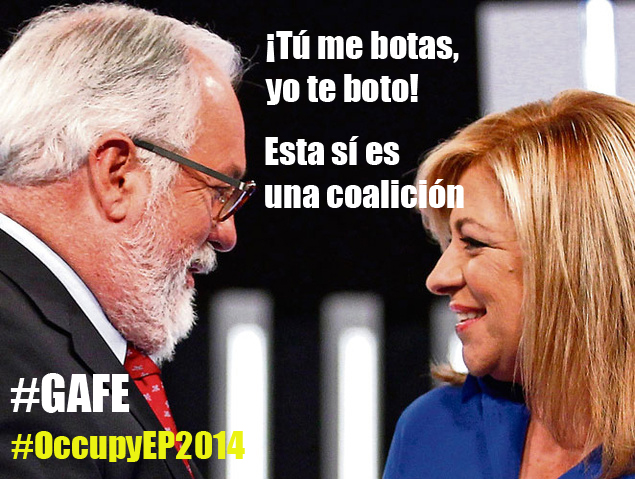 ¡Tú me botas,
yo te boto!
Esta sí es
una coalición
#GAFE
#OccupyEP2014